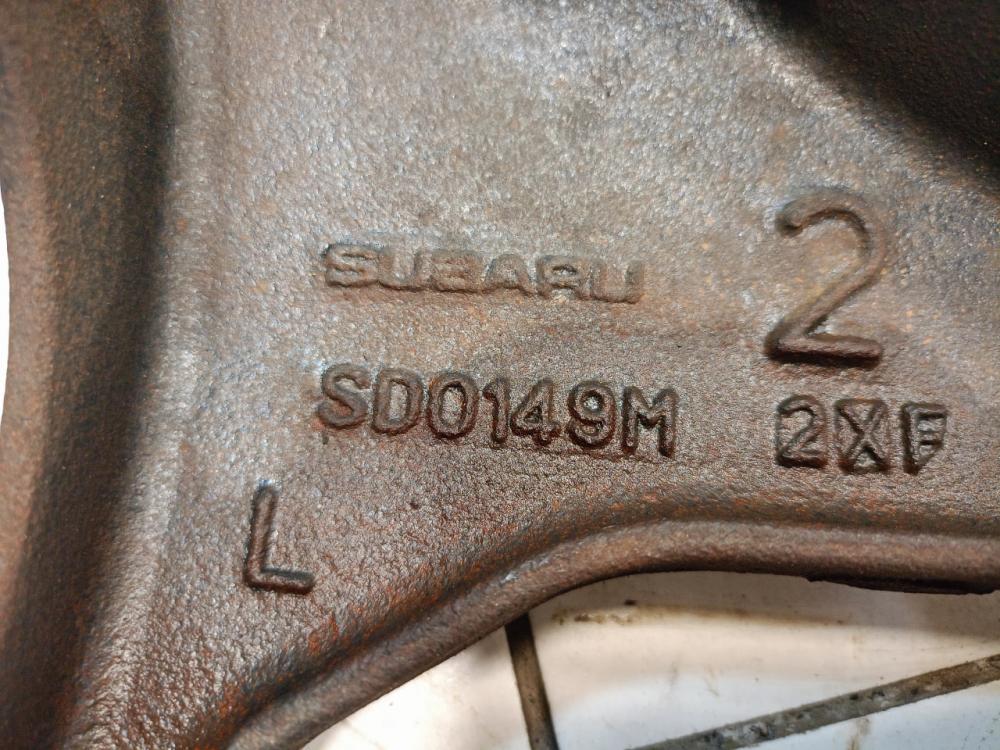 SUBARU
2
SD0149M
2XF
L